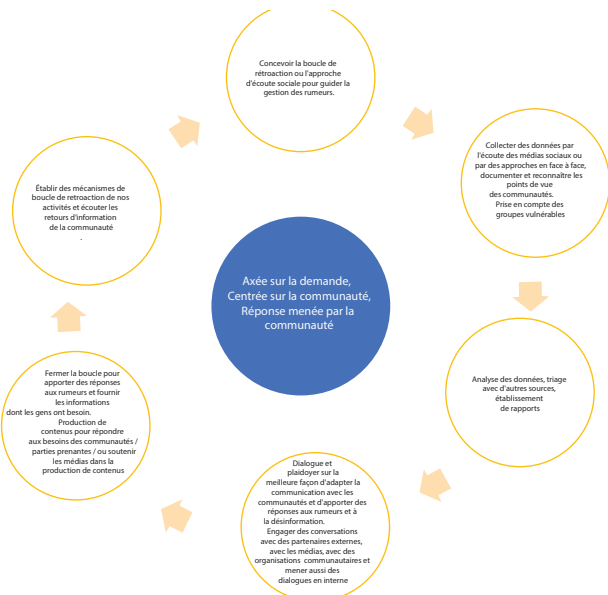 Concevoir la boucle de
rétroaction ou l'approche
d'écoute sociale pour guider la
gestion des rumeurs.
Collecter des données par
l'écoute des médias sociaux ou
par des approches en face à face,
documenter et reconnaître les
points de vue
des communautés.
Prise en compte des
groupes vulnérables
Analyse des données, triage
avec d'autres sources,
établissement
de rapports
Dialogue et
plaidoyer sur la
meilleure façon d'adapter la
communication avec les
communautés et d'apporter des
réponses aux rumeurs et à
la désinformation.
Engager des conversations
avec des partenaires externes,
avec les médias, avec des
organisations communautaires et
mener aussi des
dialogues en interne
Fermer la boucle pour
apporter des réponses
aux rumeurs et fournir
les informations
dont les gens ont besoin.
Production de
contenus pour répondre
aux besoins des communautés /
parties prenantes / ou soutenir
les médias dans la
production de contenus
Établir des mécanismes de
boucle de retroaction de nos
activités et écouter les
retours d'information
de la communauté
.
Axée sur la demande,
Centrée sur la communauté,
Réponse menée par la
communauté